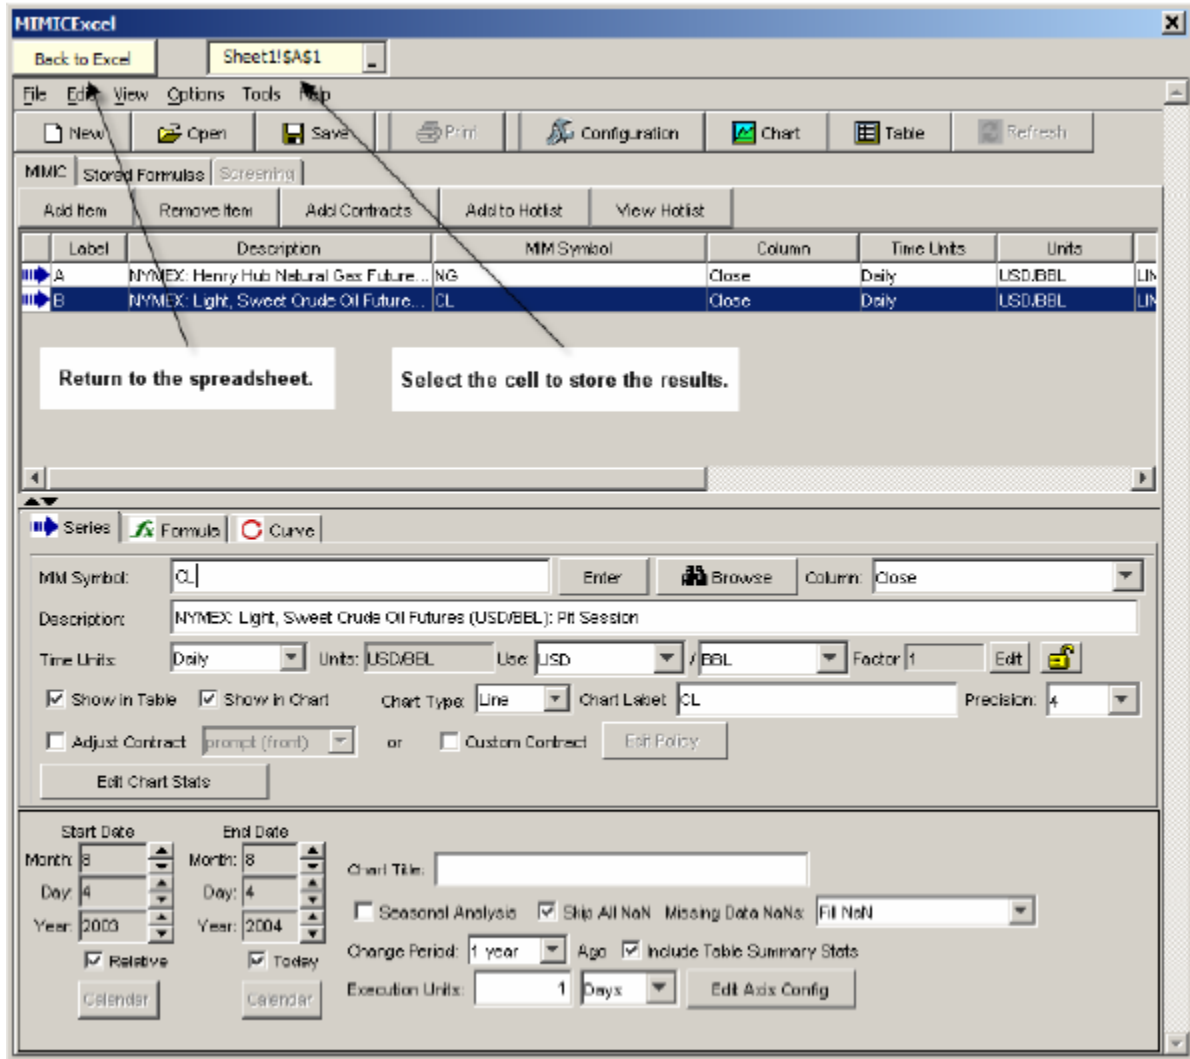 MIMICExcel
Back to Excel Sheet1!$A$1 _
File Edit View Options Tools Help
New Open Save Print Configuration Chart Table Refresh
MIMIC Stored Formulas Screening
Add Item Remove Item Add Contracts Add to Hotlist View Hotlist
Label Description MIM Symbol Column Time Units Units
A NYMEX: Henry Hub Natural Gas Future... NG Close Daily USD/BBL LIN
B NYMEX: Light, Sweet Crude Oil Future... CL Close Daily USD/BBL LIN
Return to the spreadsheet. Select the cell to store the results.
Series fx Formula Curve
MIM Symbol: CL Enter Browse Column: Close
Description: NYMEX: Light, Sweet Crude Oil Futures (USD/BBL): Pit Session
Time Units: Daily Units: USD/BBL Use: USD / BBL Factor 1 Edit
Show in Table Show in Chart Chart Type: Line Chart Label: CL Precision: 4
Adjust Contract prompt (front) or Custom Contract Edit Policy
Edit Chart Stats
Start Date End Date
Month: 8 Month: 8
Chart Title:
Day: 4 Day: 4
Seasonal Analysis Skip All NaN Missing Data NaNs: Fill NaN
Year: 2003 Year: 2004
Change Period: 1 year Ago Include Table Summary Stats
Relative Today
Execution Units: 1 Days Edit Axis Config
Calendar Calendar